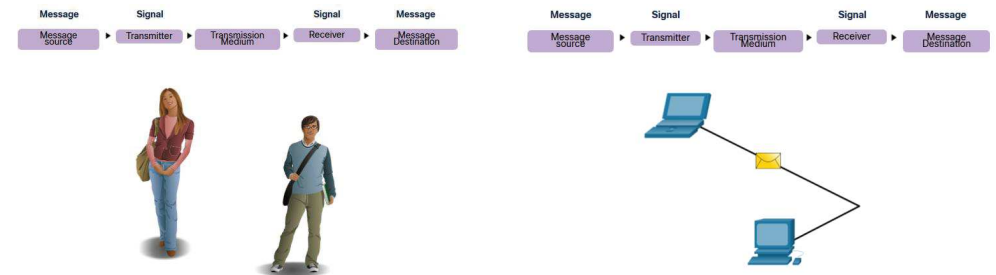 Message Signal Signal Message
Message source Transmitter Transmission Medium Receiver Message Destination
Message Signal Signal Message
Message source Transmitter Transmission Medium Receiver Message Destination